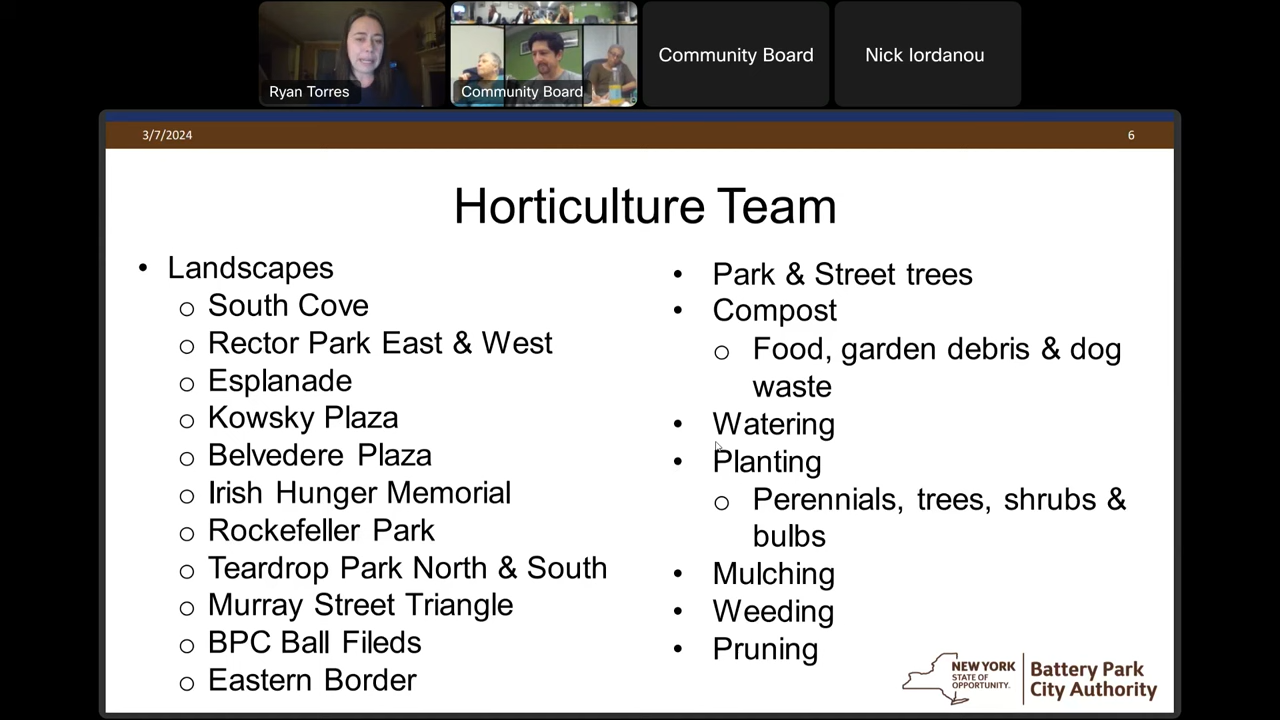 Ryan Torres
Community Board
Community Board
Nick Iordanou
3/7/2024
6
Horticulture Team
• Landscapes
o South Cove
o Rector Park East & West
o Esplanade
o Kowsky Plaza
o Belvedere Plaza
o Irish Hunger Memorial
o Rockefeller Park
o Teardrop Park North & South
o Murray Street Triangle
o BPC Ball Fileds
o Eastern Border
• Park & Street trees
• Compost
o Food, garden debris & dog
waste
• Watering
• Planting
o Perennials, trees, shrubs &
bulbs
• Mulching
• Weeding
• Pruning
NEW YORK
STATE OF
OPPORTUNITY.
Battery Park
City Authority